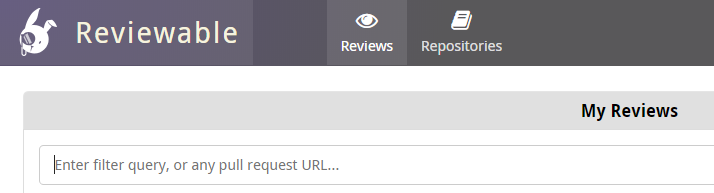 Reviewable
Reviews
Repositories
My Reviews
Enter filter query, or any pull request URL...